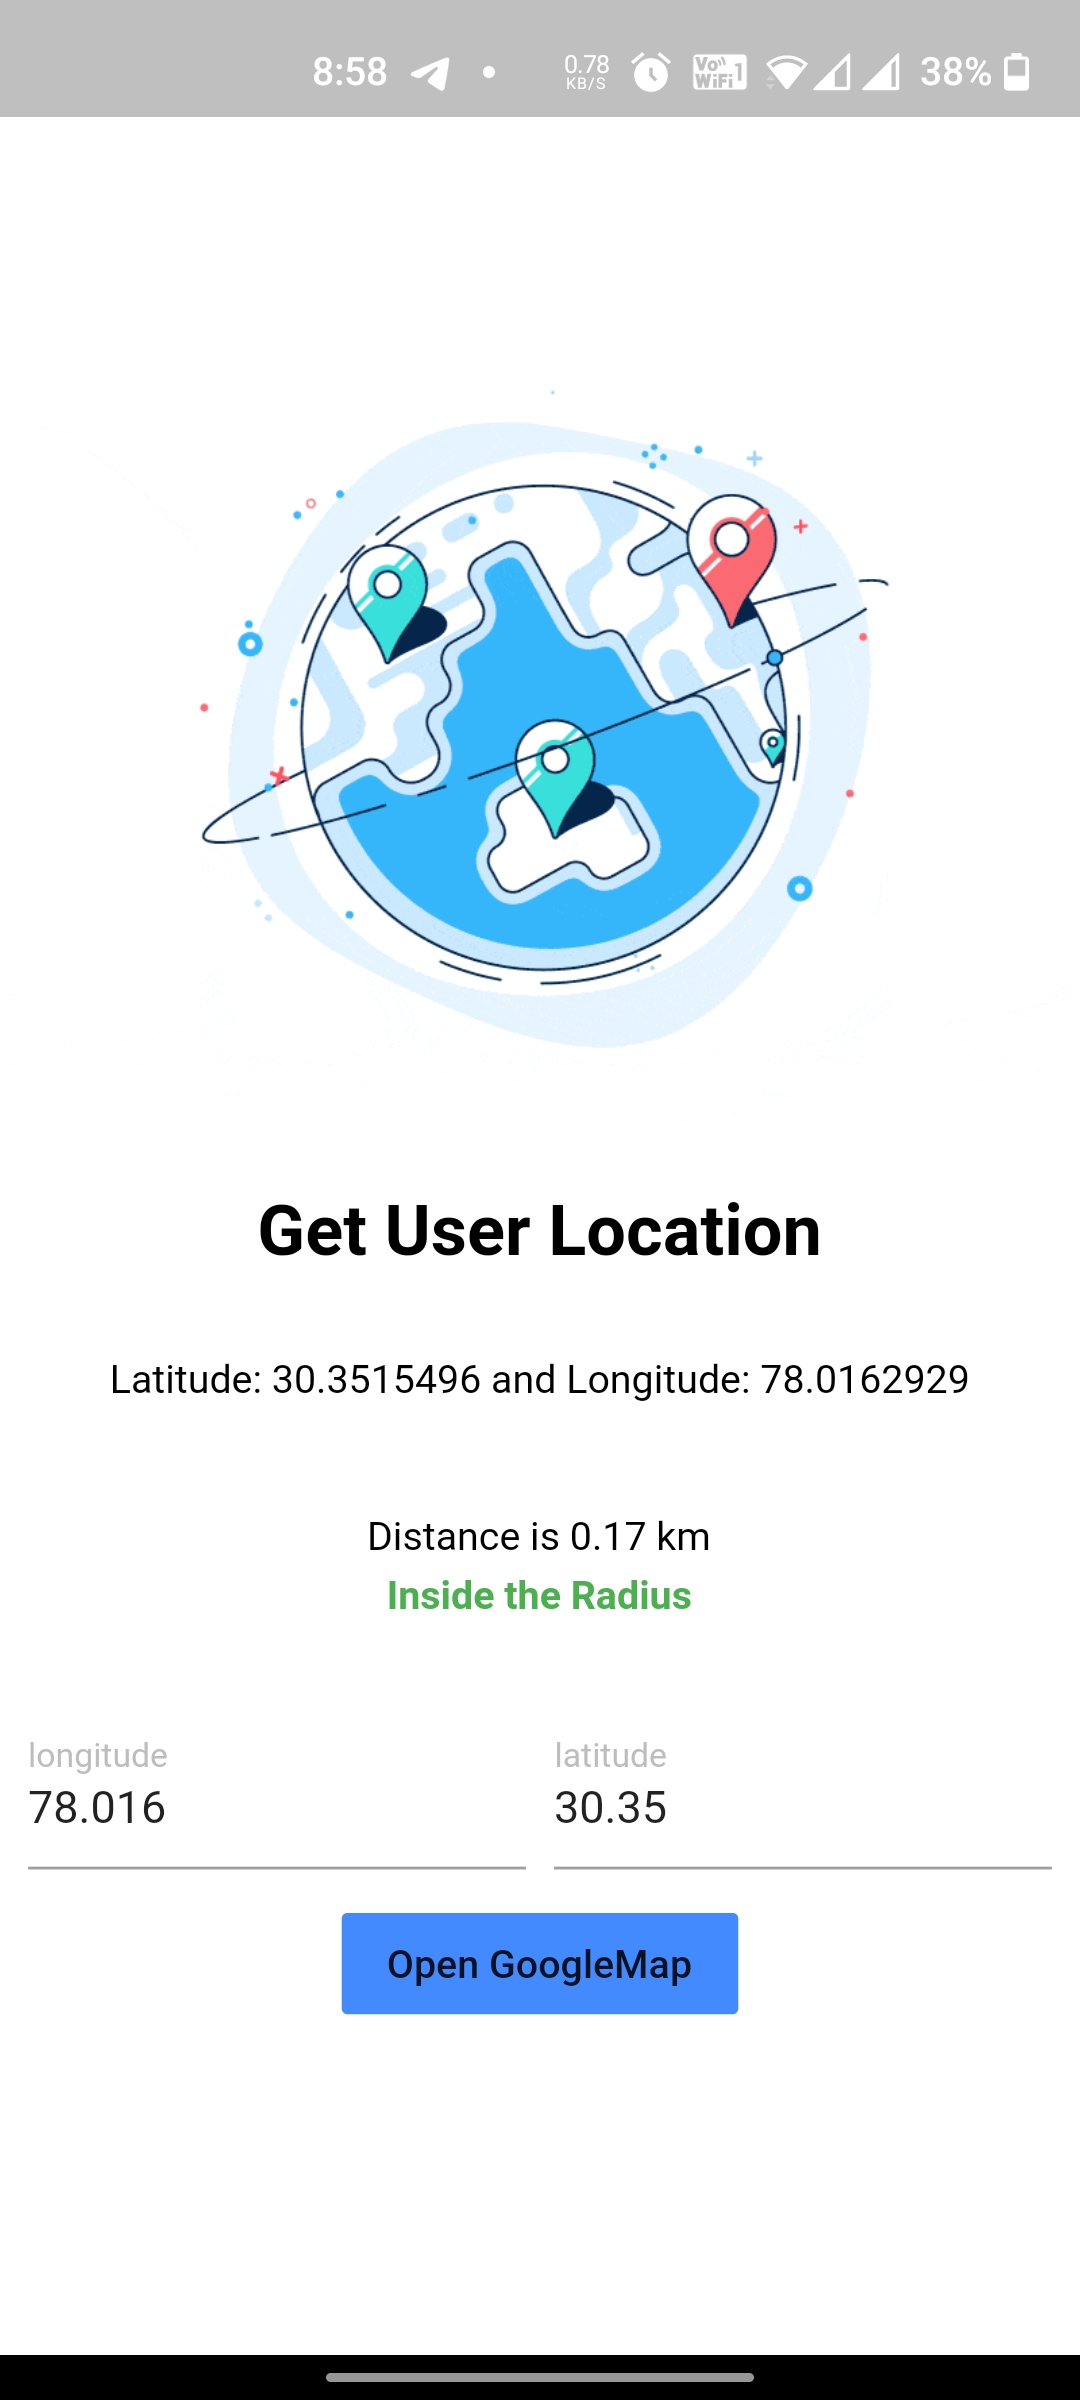 8:58 0.78 KB/S Vo WiFi 1 38%
Get User Location
Latitude: 30.3515496 and Longitude: 78.0162929
Distance is 0.17 km
Inside the Radius
longitude latitude
78.016 30.35
Open GoogleMap